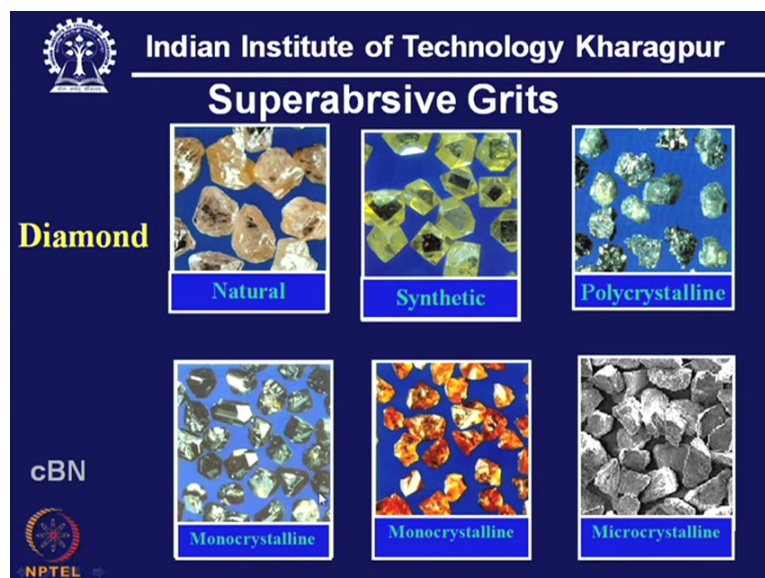 Indian Institute of Technology Kharagpur
Superabrsive Grits
Diamond
Natural
Synthetic
Polycrystalline
cBN
Monocrystalline
Monocrystalline
Microcrystalline
NPTEL